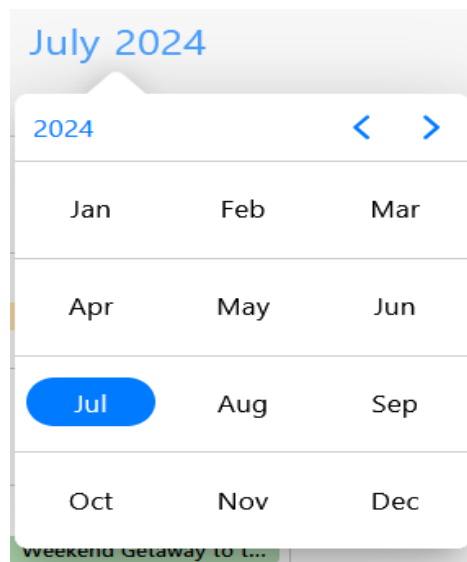 July 2024
2024
Jan Feb Mar
Apr May Jun
Jul Aug Sep
Oct Nov Dec
Weekend Getaway to t...